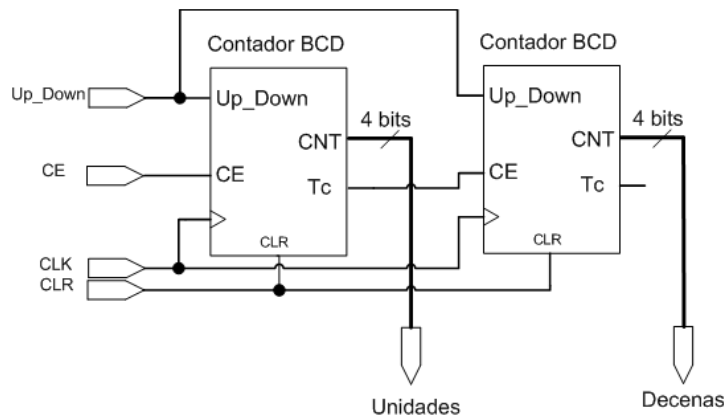 Contador BCD
Contador BCD
Up_Down
Up_Down
Up_Down
4 bits
4 bits
CNT
CNT
CE
CE
CE
Tc
Tc
CLR
CLR
CLK
CLR
Unidades
Decenas